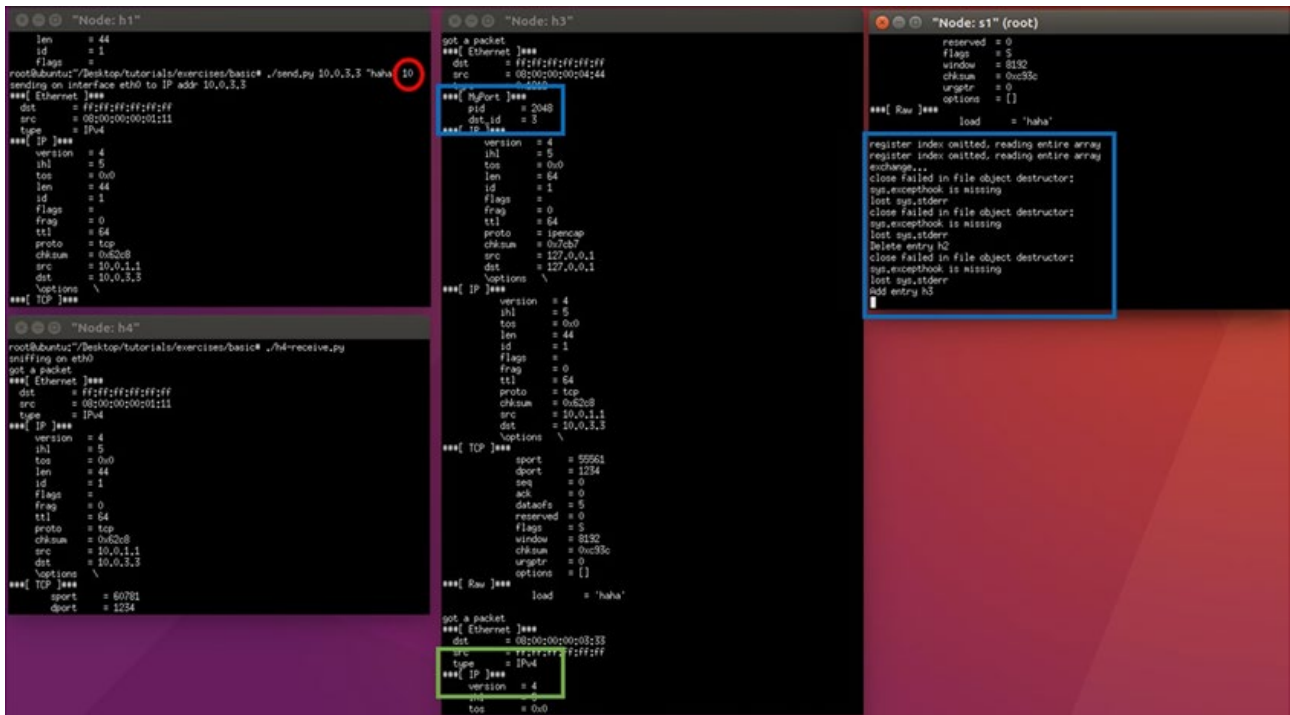 "Node: h1"
len = 44
id = 1
flags =
root@ubuntu:~/Desktop/tutorials/exercises/basic# ./send.py 10.0.3.3 "haha 10
sending on interface eth0 to IP addr 10.0.3.3
###[ Ethernet ]###
dst = ff:ff:ff:ff:ff:ff
src = 08:00:00:00:01:11
type = IPv4
###[ IP ]###
version = 4
ihl = 5
tos = 0x0
len = 44
id = 1
flags =
frag = 0
ttl = 64
proto = tcp
chksum = 0x62c8
src = 10.0.1.1
dst = 10.0.3.3
\options \
###[ TCP ]###
"Node: h4"
root@ubuntu:~/Desktop/tutorials/exercises/basic# ./h4-receive.py
sniffing on eth0
got a packet
###[ Ethernet ]###
dst = ff:ff:ff:ff:ff:ff
src = 08:00:00:00:01:11
type = IPv4
###[ IP ]###
version = 4
ihl = 5
tos = 0x0
len = 44
id = 1
flags =
frag = 0
ttl = 64
proto = tcp
chksum = 0x62c8
src = 10.0.1.1
dst = 10.0.3.3
\options \
###[ TCP ]###
sport = 60781
dport = 1234
"Node: h3"
got a packet
###[ Ethernet ]###
dst = ff:ff:ff:ff:ff:ff
src = 08:00:00:00:04:44
###[ MyPort ]###
pid = 2048
dst_id = 3
###[ IP ]###
version = 4
ihl = 5
tos = 0x0
len = 64
id = 1
flags =
frag = 0
ttl = 64
proto = ipencap
chksum = 0x7cb7
src = 127.0.0.1
dst = 127.0.0.1
\options \
###[ IP ]###
version = 4
ihl = 5
tos = 0x0
len = 44
id = 1
flags =
frag = 0
ttl = 64
proto = tcp
chksum = 0x62c8
src = 10.0.1.1
dst = 10.0.3.3
\options \
###[ TCP ]###
sport = 55561
dport = 1234
seq = 0
ack = 0
dataofs = 5
reserved = 0
flags = S
window = 8192
chksum = 0xc93c
urgptr = 0
options = []
###[ Raw ]###
load = 'haha'
got a packet
###[ Ethernet ]###
dst = 08:00:00:00:03:33
src = ff:ff:ff:ff:ff:ff
type = IPv4
###[ IP ]###
version = 4
ihl = 5
tos = 0x0
"Node: s1" (root)
reserved = 0
flags = S
window = 8192
chksum = 0xc93c
urgptr = 0
options = []
###[ Raw ]###
load = 'haha'
register index omitted, reading entire array
register index omitted, reading entire array
exchange...
close failed in file object destructor:
sys.excepthook is missing
lost sys.stderr
close failed in file object destructor:
sys.excepthook is missing
lost sys.stderr
Delete entry h2
close failed in file object destructor:
sys.excepthook is missing
lost sys.stderr
Add entry h3